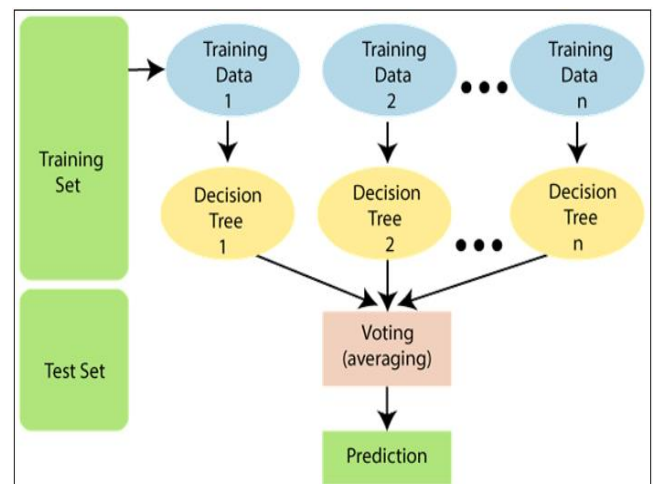 Training
Set
Test Set
Training
Data
1
Training
Data
2
Training
Data
n
Decision
Tree
1
Decision
Tree
2
Decision
Tree
n
Voting
(averaging)
Prediction